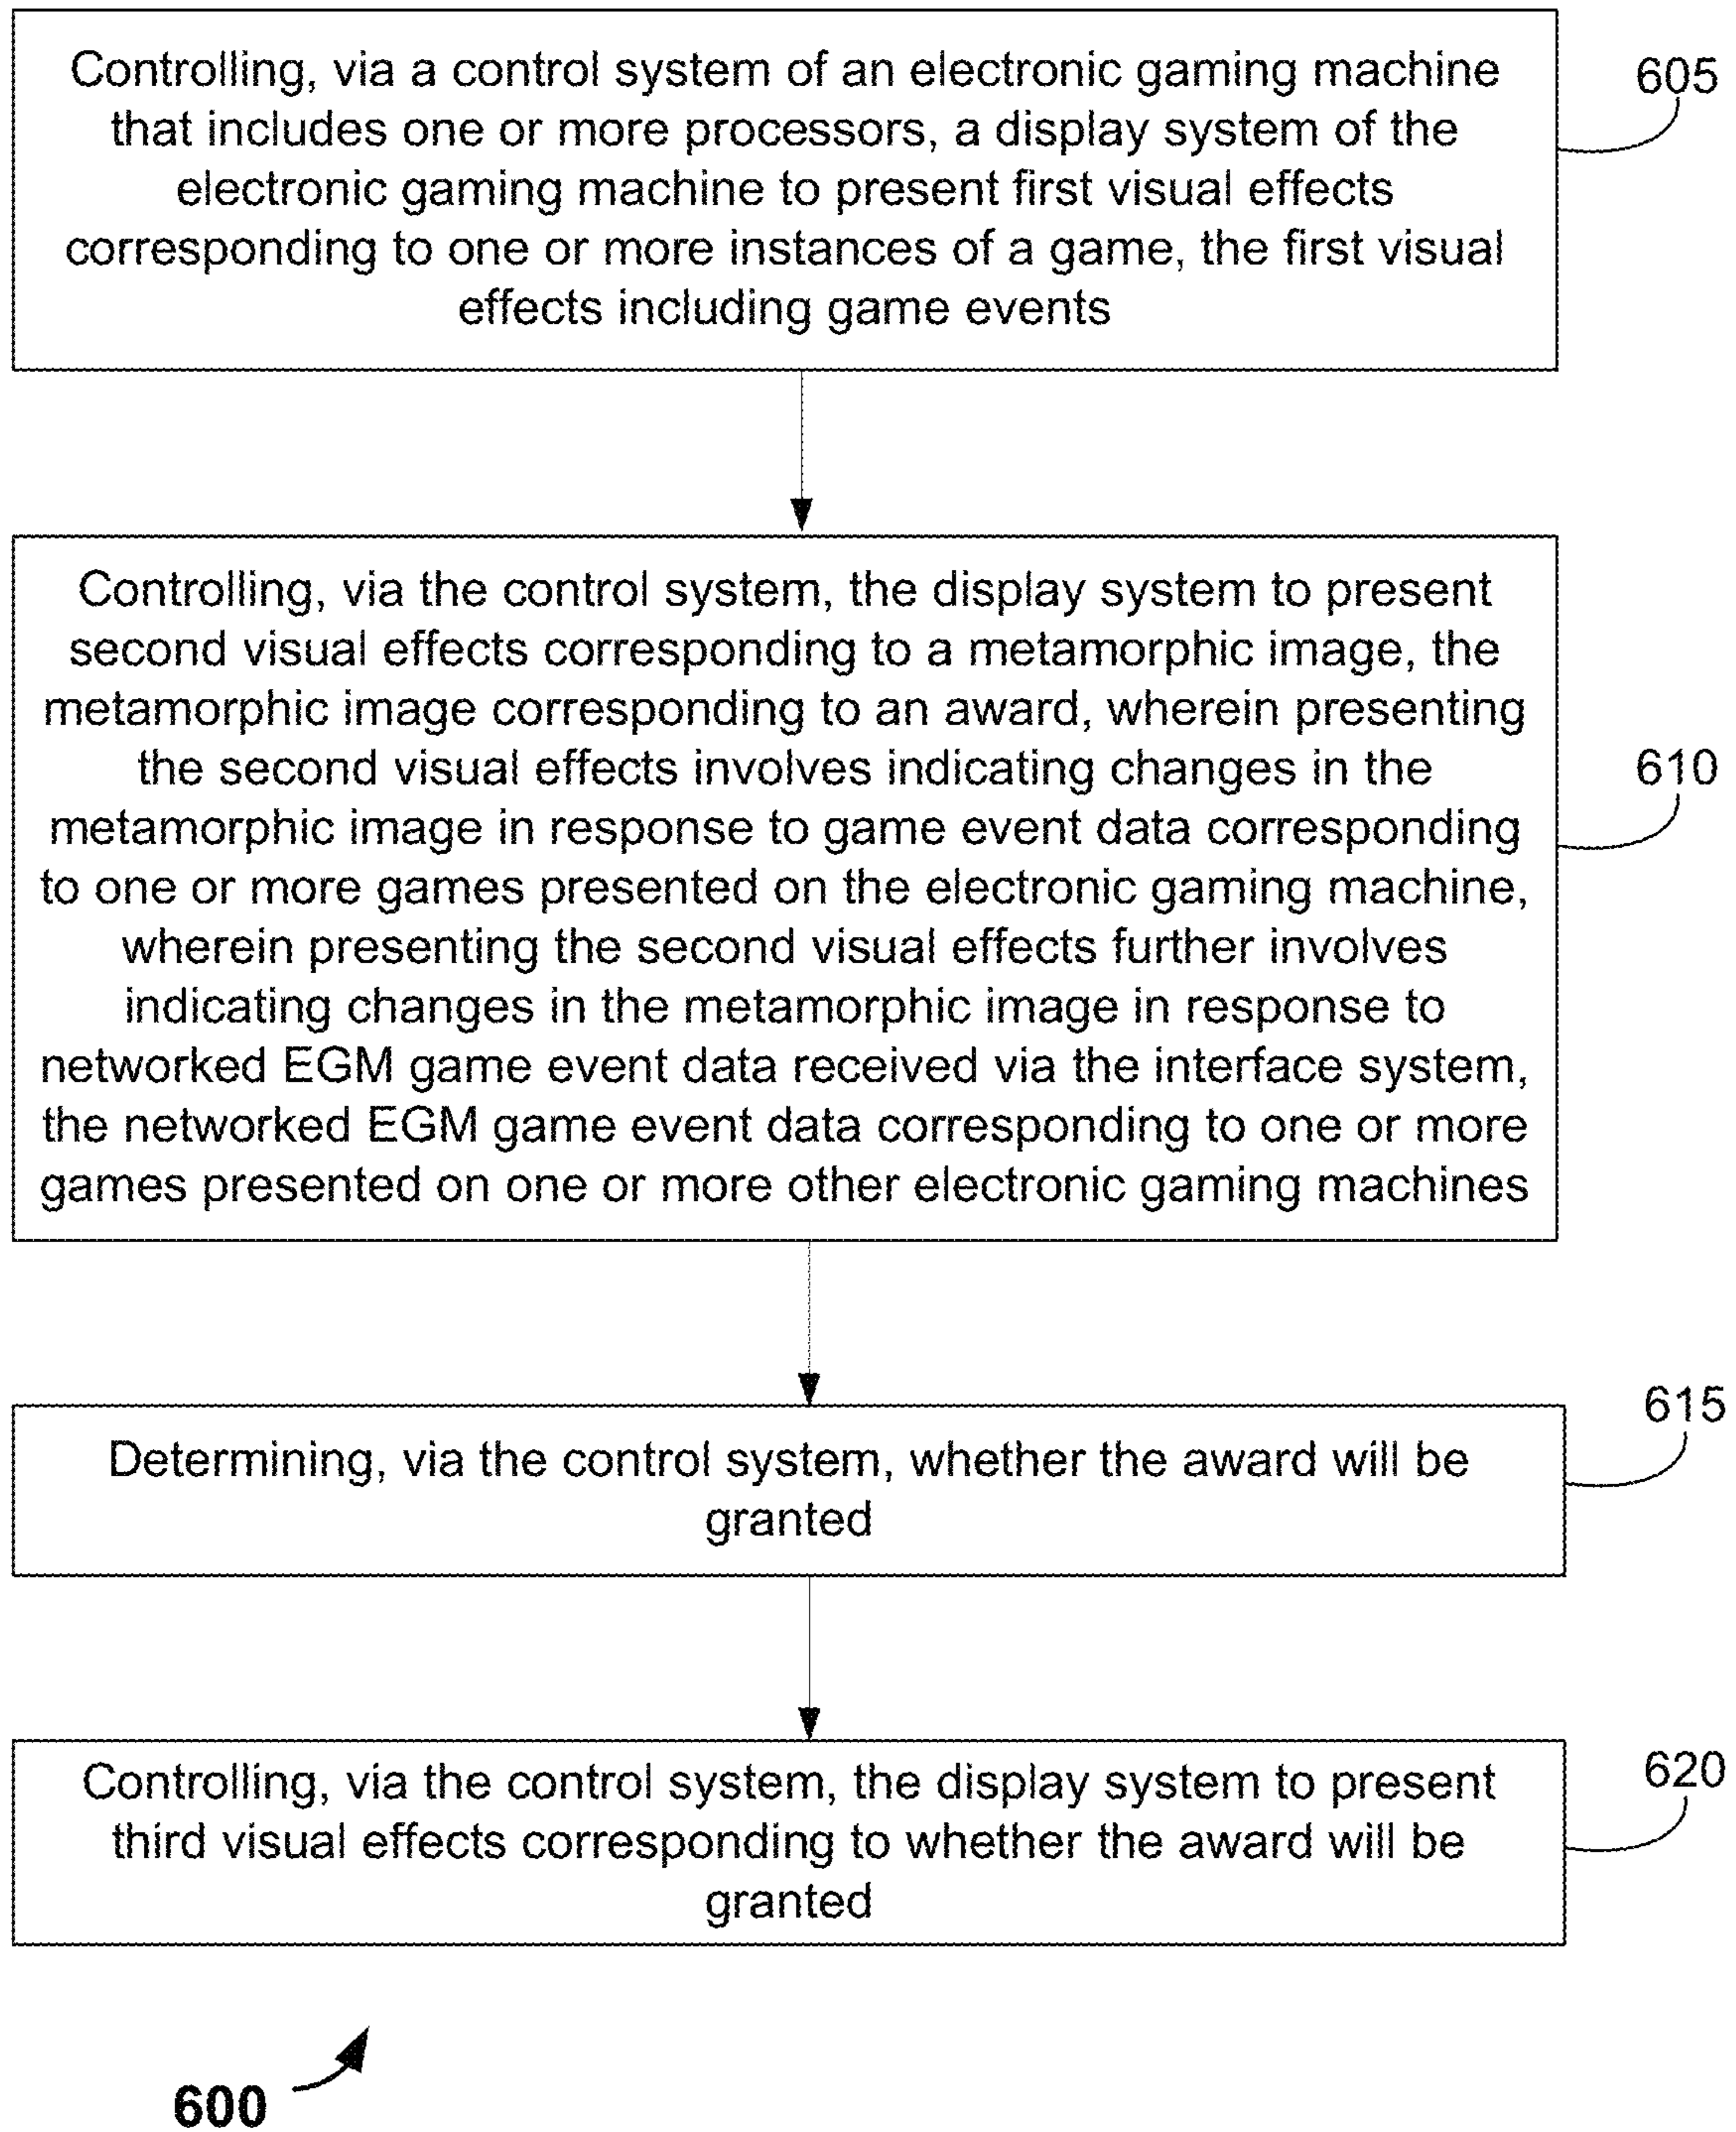 Controlling, via a control system of an electronic gaming machine
that includes one or more processors, a display system of the
electronic gaming machine to present first visual effects
corresponding to one or more instances of a game, the first visual
effects including game events
605
Controlling, via the control system, the display system to present
second visual effects corresponding to a metamorphic image, the
metamorphic image corresponding to an award, wherein presenting
the second visual effects involves indicating changes in the
metamorphic image in response to game event data corresponding
to one or more games presented on the electronic gaming machine,
wherein presenting the second visual effects further involves
indicating changes in the metamorphic image in response to
networked EGM game event data received via the interface system,
the networked EGM game event data corresponding to one or more
games presented on one or more other electronic gaming machines
610
Determining, via the control system, whether the award will be
granted
615
Controlling, via the control system, the display system to present
third visual effects corresponding to whether the award will be
granted
620
600